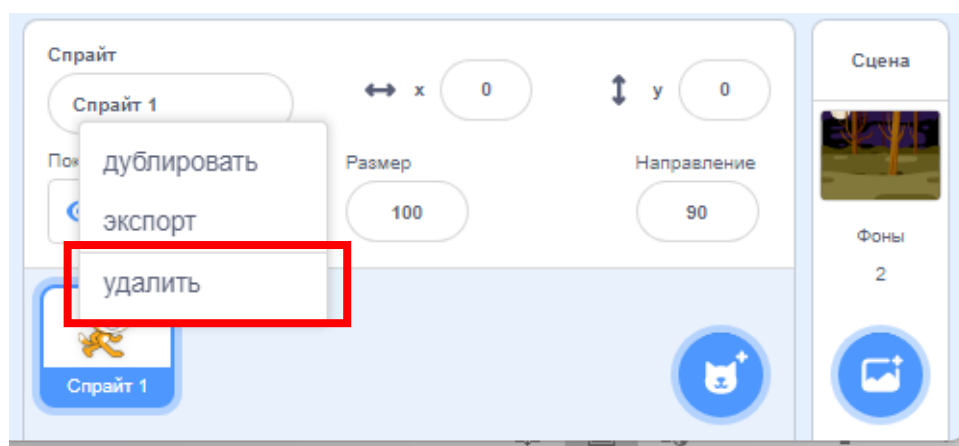 Спрайт
Спрайт 1
x 0
y 0
дублировать
экспорт
удалить
Размер
100
Направление
90
Спрайт 1
Сцена
Фоны
2